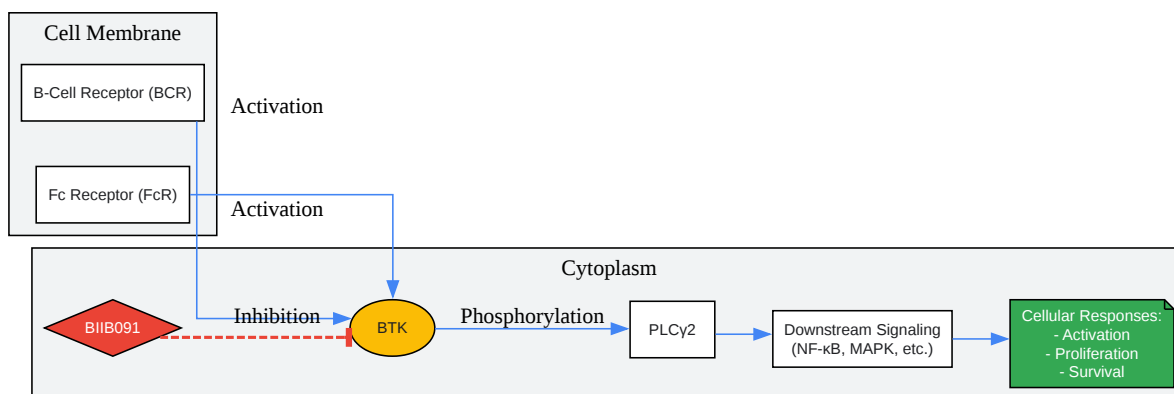 Cell Membrane
B-Cell Receptor (BCR)
Activation
Fc Receptor (FcR)
Activation
Cytoplasm
BIIB091
Inhibition
BTK
Phosphorylation
PLCγ2
Downstream Signaling
(NF-κB, MAPK, etc.)
Cellular Responses:
- Activation
- Proliferation
- Survival